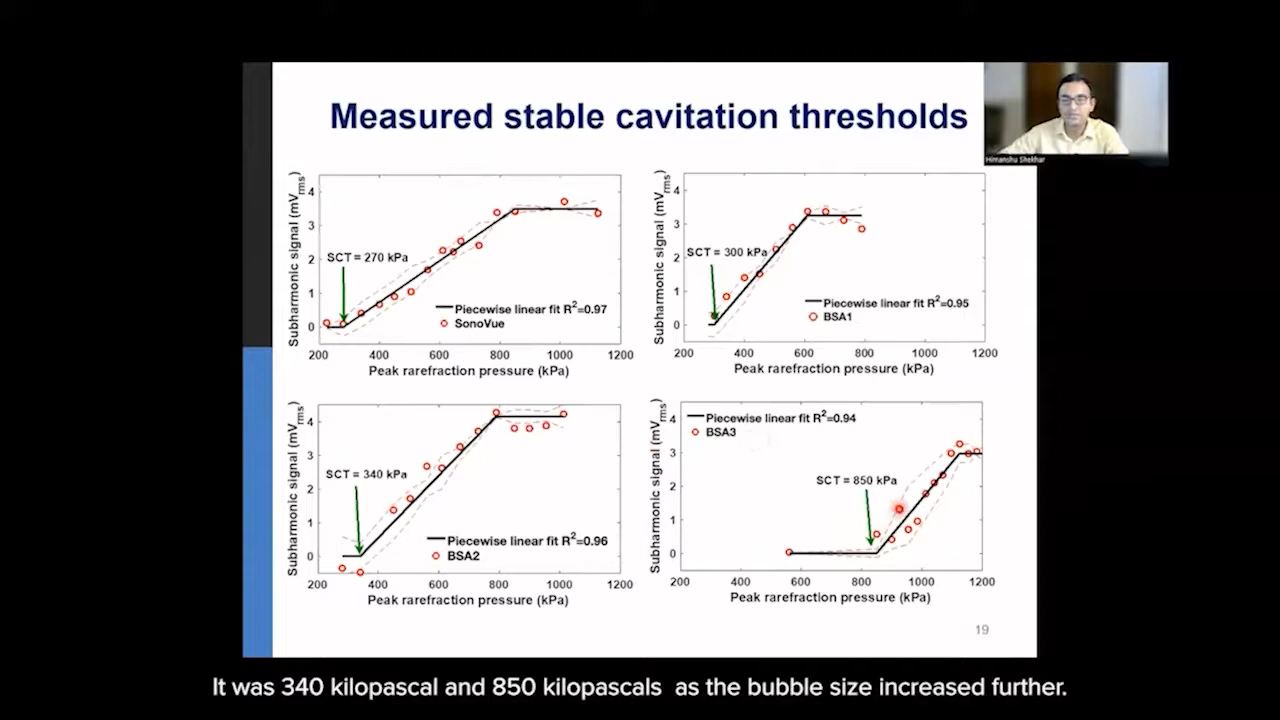 Measured stable cavitation thresholds
Himanshu Shekhar
Subharmonic signal (mVrms)
4
3
2
1
0
SCT = 270 kPa
Piecewise linear fit R2=0.97
SonoVue
200 400 600 800 1000 1200
Peak rarefraction pressure (kPa)
Subharmonic signal (mVrms)
4
3
2
1
0
SCT = 300 kPa
Piecewise linear fit R2=0.95
BSA1
200 400 600 800 1000 1200
Peak rarefraction pressure (kPa)
Subharmonic signal (mVrms)
4
3
2
1
0
SCT = 340 kPa
Piecewise linear fit R2=0.96
BSA2
200 400 600 800 1000 1200
Peak rarefraction pressure (kPa)
Subharmonic signal (mVrms)
4
3
2
1
0
Piecewise linear fit R2=0.94
BSA3
SCT = 850 kPa
200 400 600 800 1000 1200
Peak rarefraction pressure (kPa)
19
It was 340 kilopascal and 850 kilopascals as the bubble size increased further.